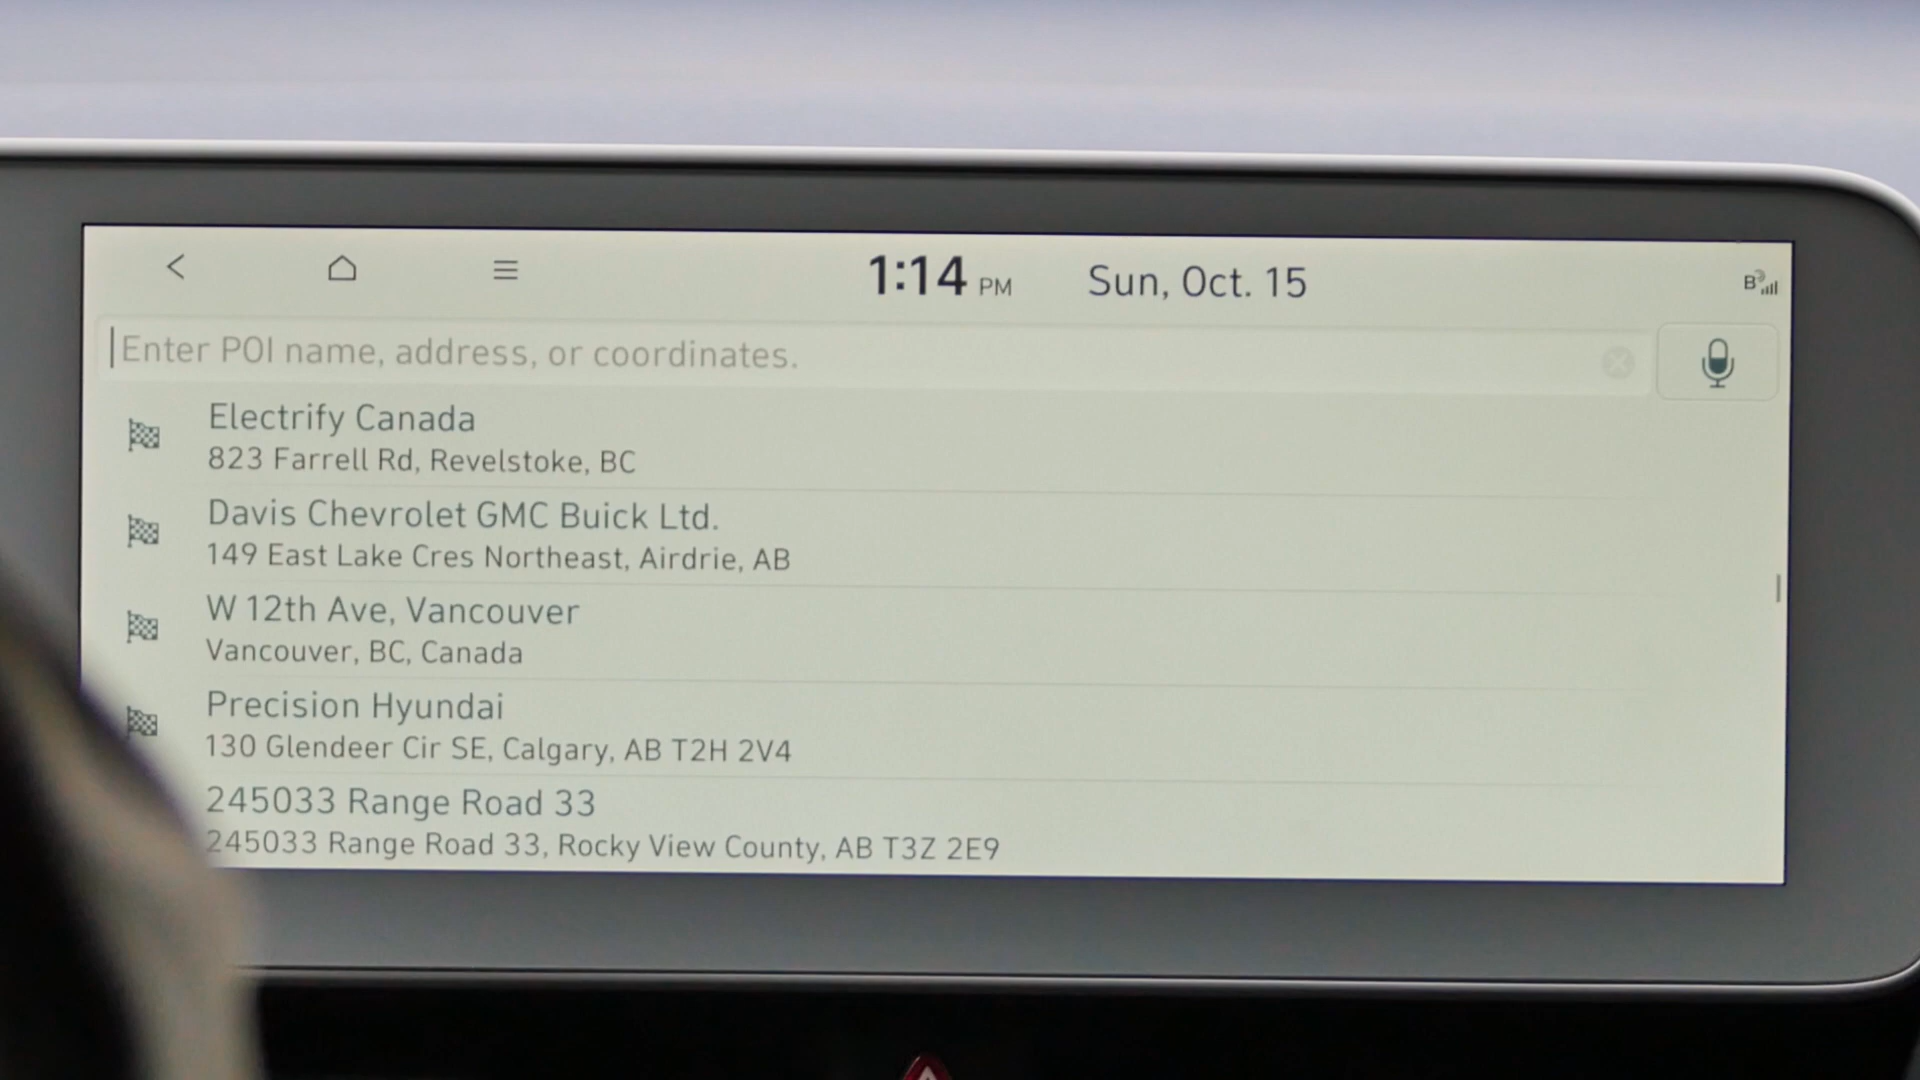 1:14 PM Sun, Oct. 15 B
Enter POI name, address, or coordinates.
Electrify Canada
823 Farrell Rd, Revelstoke, BC
Davis Chevrolet GMC Buick Ltd.
149 East Lake Cres Northeast, Airdrie, AB
W 12th Ave, Vancouver
Vancouver, BC, Canada
Precision Hyundai
130 Glendeer Cir SE, Calgary, AB T2H 2V4
245033 Range Road 33
245033 Range Road 33, Rocky View County, AB T3Z 2E9